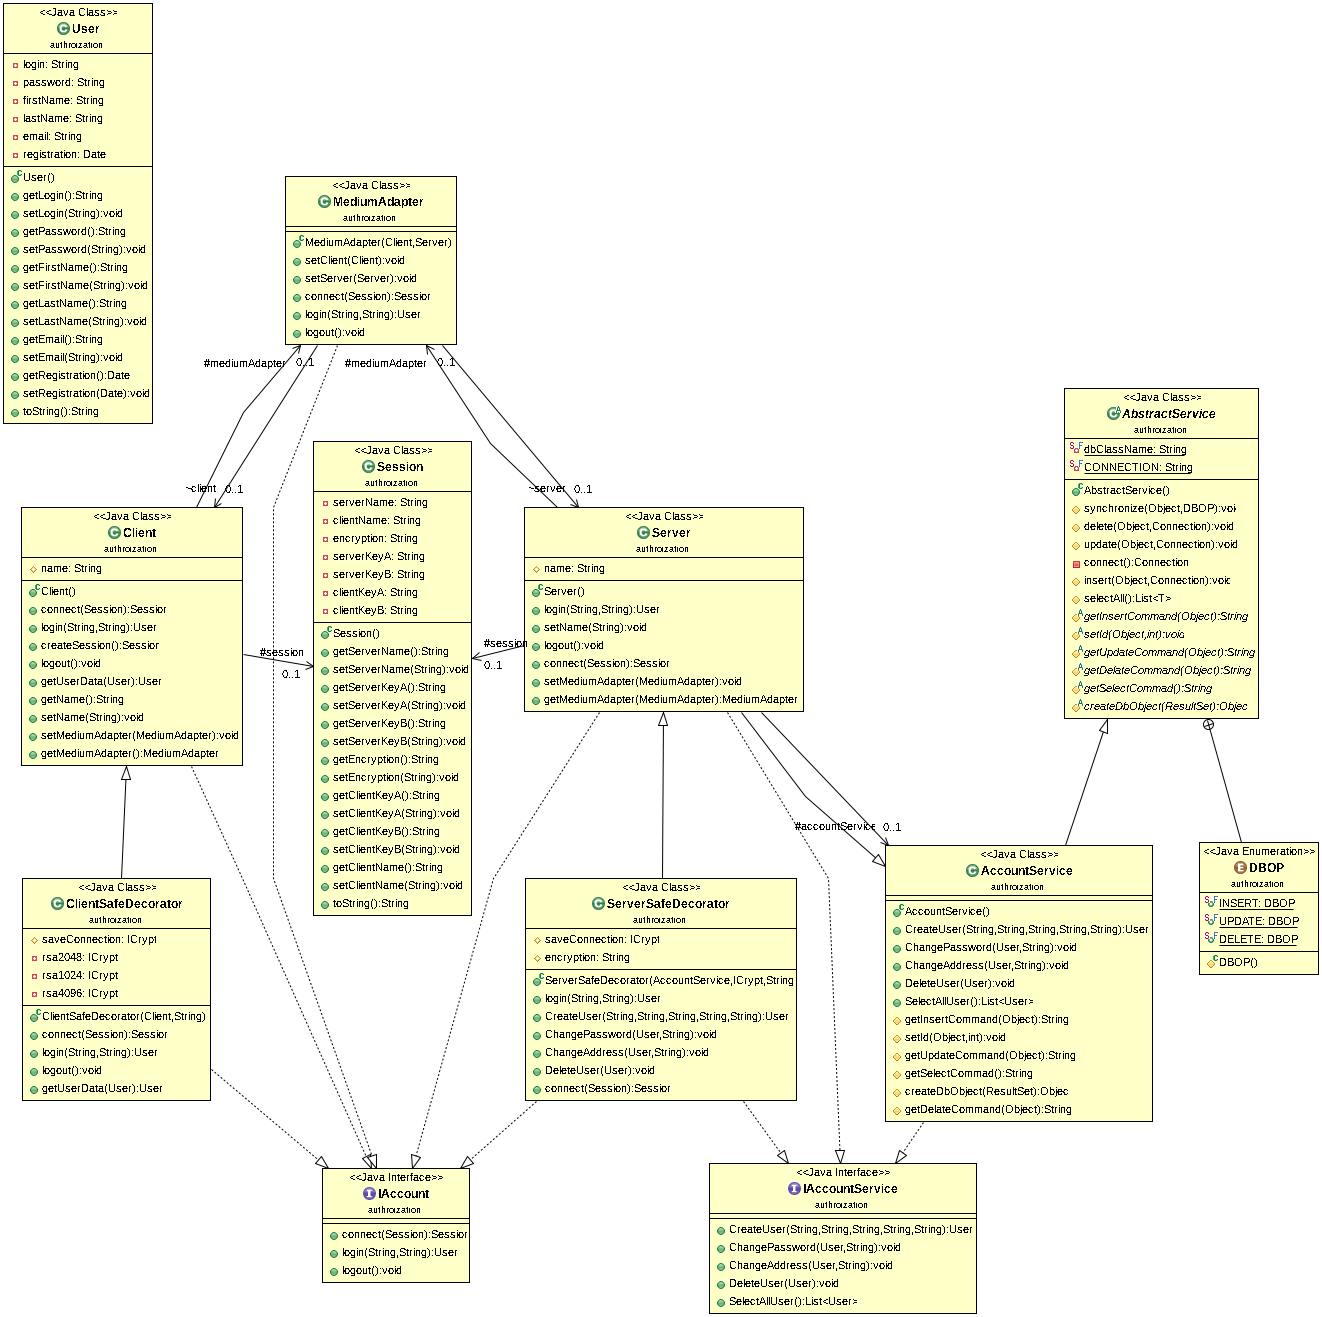 <<Java Class>>
User
authroization
login: String
password: String
firstName: String
lastName: String
email: String
registration: Date
User()
getLogin():String
setLogin(String):void
getPassword():String
setPassword(String):void
getFirstName():String
setFirstName(String):void
getLastName():String
setLastName(String):void
getEmail():String
setEmail(String):void
getRegistration():Date
setRegistration(Date):void
toString():String
<<Java Class>>
MediumAdapter
authroization
MediumAdapter(Client,Server)
setClient(Client):void
setServer(Server):void
connect(Session):Session
login(String,String):User
logout():void
#mediumAdapter 0..1
#mediumAdapter 0..1
~client 0..1
~server 0..1
<<Java Class>>
Client
authroization
name: String
Client()
connect(Session):Session
login(String,String):User
createSession():Session
logout():void
getUserData(User):User
getName():String
setName(String):void
setMediumAdapter(MediumAdapter):void
getMediumAdapter():MediumAdapter
#session
0..1
<<Java Class>>
Session
authroization
serverName: String
clientName: String
encryption: String
serverKeyA: String
serverKeyB: String
clientKeyA: String
clientKeyB: String
Session()
getServerName():String
setServerName(String):void
getServerKeyA():String
setServerKeyA(String):void
getServerKeyB():String
setServerKeyB(String):void
getEncryption():String
setEncryption(String):void
getClientKeyA():String
setClientKeyA(String):void
getClientKeyB():String
setClientKeyB(String):void
getClientName():String
setClientName(String):void
toString():String
#session
0..1
<<Java Class>>
Server
authroization
name: String
Server()
login(String,String):User
setName(String):void
logout():void
connect(Session):Session
setMediumAdapter(MediumAdapter):void
getMediumAdapter(MediumAdapter):MediumAdapter
#accountService 0..1
<<Java Class>>
AbstractService
authroization
dbClassName: String
CONNECTION: String
AbstractService()
synchronize(Object,DBOP):void
delete(Object,Connection):void
update(Object,Connection):void
connect():Connection
insert(Object,Connection):void
selectAll():List<T>
getInsertCommand(Object):String
setId(Object,int):void
getUpdateCommand(Object):String
getDelateCommand(Object):String
getSelectCommad():String
createDbObject(ResultSet):Objec
<<Java Class>>
ClientSafeDecorator
authroization
saveConnection: ICrypt
rsa2048: ICrypt
rsa1024: ICrypt
rsa4096: ICrypt
ClientSafeDecorator(Client,String)
connect(Session):Session
login(String,String):User
logout():void
getUserData(User):User
<<Java Class>>
ServerSafeDecorator
authroization
saveConnection: ICrypt
encryption: String
ServerSafeDecorator(AccountService,ICrypt,String
login(String,String):User
CreateUser(String,String,String,String,String):User
ChangePassword(User,String):void
ChangeAddress(User,String):void
DeleteUser(User):void
connect(Session):Session
<<Java Class>>
AccountService
authroization
AccountService()
CreateUser(String,String,String,String,String):User
ChangePassword(User,String):void
ChangeAddress(User,String):void
DeleteUser(User):void
SelectAllUser():List<User>
getInsertCommand(Object):String
setId(Object,int):void
getUpdateCommand(Object):String
getSelectCommad():String
createDbObject(ResultSet):Objec
getDelateCommand(Object):String
<<Java Enumeration>>
DBOP
authroization
INSERT: DBOP
UPDATE: DBOP
DELETE: DBOP
DBOP()
<<Java Interface>>
IAccount
authroization
connect(Session):Session
login(String,String):User
logout():void
<<Java Interface>>
IAccountService
authroization
CreateUser(String,String,String,String,String):User
ChangePassword(User,String):void
ChangeAddress(User,String):void
DeleteUser(User):void
SelectAllUser():List<User>